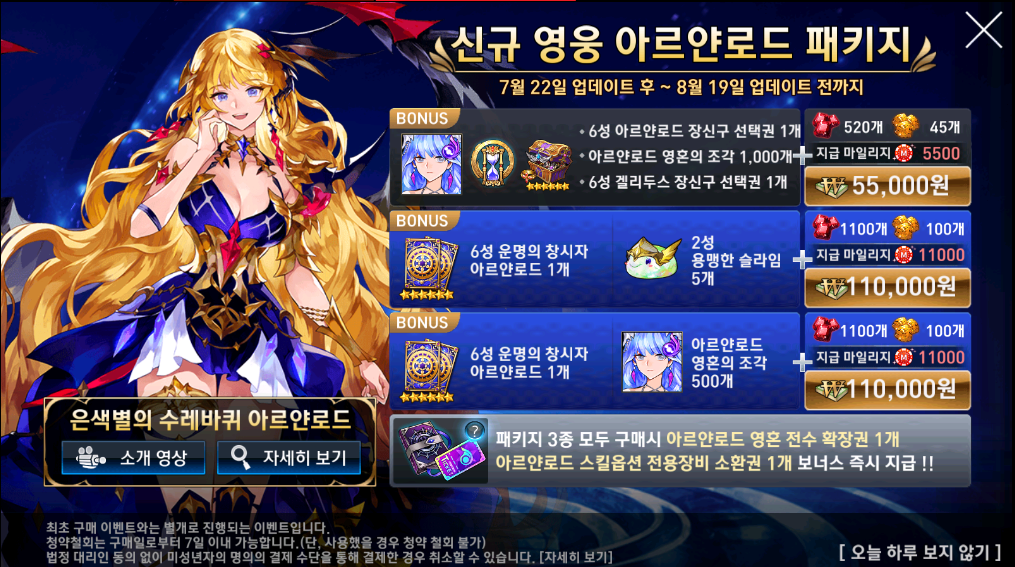 신규 영웅 아르얀로드 패키지
7월 22일 업데이트 후 ~ 8월 19일 업데이트 전까지
BONUS
• 6성 아르얀로드 장신구 선택권 1개
• 아르얀로드 영혼의 조각 1,000개
• 6성 겔리두스 장신구 선택권 1개
520개 45개
지급 마일리지 M 5500
W 55,000원
BONUS
6성 운명의 창시자
아르얀로드 1개
2성
용맹한 슬라임
5개
1100개 100개
지급 마일리지 M 11000
W 110,000원
BONUS
6성 운명의 창시자
아르얀로드 1개
아르얀로드
영혼의 조각
500개
1100개 100개
지급 마일리지 M 11000
W 110,000원
은색별의 수레바퀴 아르얀로드
소개 영상
자세히 보기
?
패키지 3종 모두 구매시 아르얀로드 영혼 전수 확장권 1개
아르얀로드 스킬옵션 전용장비 소환권 1개 보너스 즉시 지급 !!
최초 구매 이벤트와는 별개로 진행되는 이벤트입니다.
청약철회는 구매일로부터 7일 이내 가능합니다.(단, 사용했을 경우 청약 철회 불가)
법정 대리인 동의 없이 미성년자의 명의의 결제 수단을 통해 결제한 경우 취소할 수 있습니다. [자세히 보기]
[ 오늘 하루 보지 않기 ]